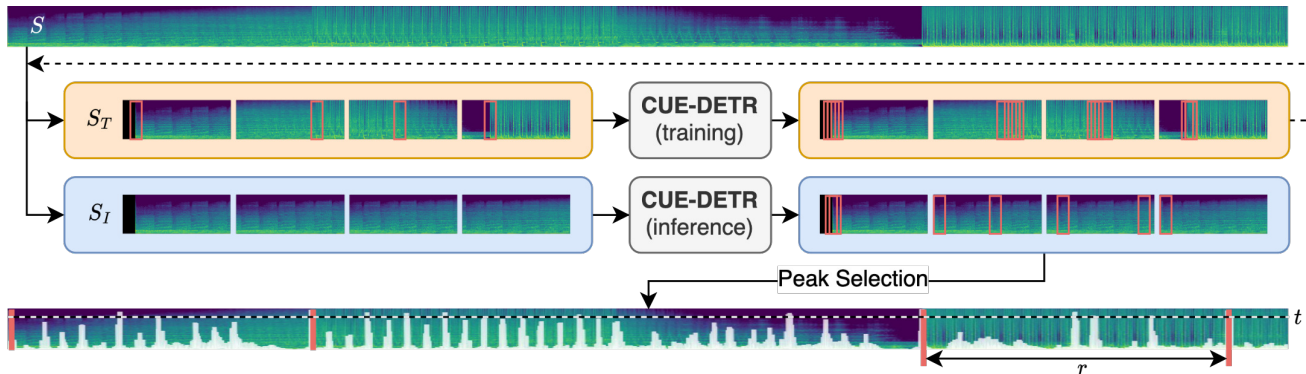 S
S_T
CUE-DETR
(training)
S_I
CUE-DETR
(inference)
Peak Selection
t
r